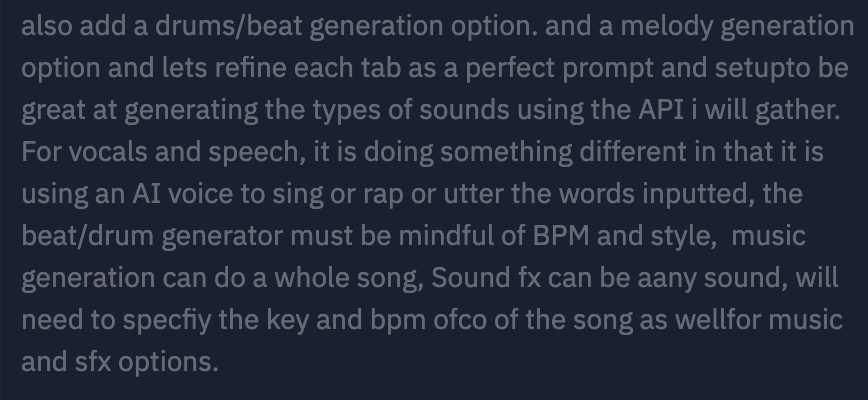 also add a drums/beat generation option. and a melody generation
option and lets refine each tab as a perfect prompt and setupto be
great at generating the types of sounds using the API i will gather.
For vocals and speech, it is doing something different in that it is
using an AI voice to sing or rap or utter the words inputted, the
beat/drum generator must be mindful of BPM and style,  music
generation can do a whole song, Sound fx can be aany sound, will
need to specfiy the key and bpm ofco of the song as wellfor music
and sfx options.